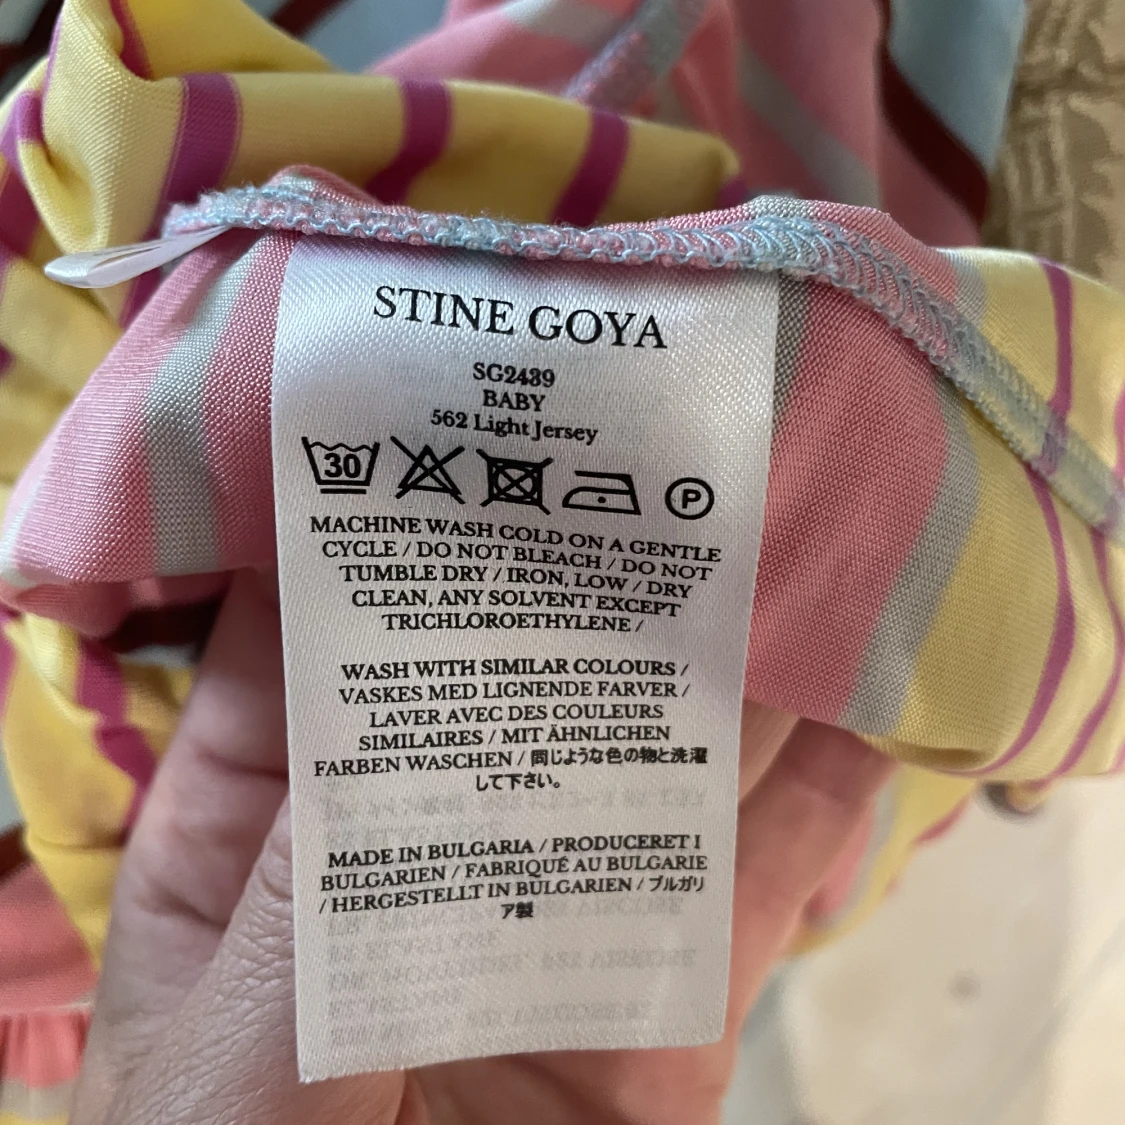 STINE GOYA
SG2439
BABY
562 Light Jersey
30
P
MACHINE WASH COLD ON A GENTLE
CYCLE / DO NOT BLEACH / DO NOT
TUMBLE DRY / IRON, LOW / DRY
CLEAN, ANY SOLVENT EXCEPT
TRICHLOROETHYLENE /
WASH WITH SIMILAR COLOURS /
VASKES MED LIGNENDE FARVER /
LAVER AVEC DES COULEURS
SIMILAIRES / MIT ÄHNLICHEN
FARBEN WASCHEN / 同じような色の物と洗濯
して下さい。
MADE IN BULGARIA / PRODUCERET I
BULGARIEN / FABRIQUÉ AU BULGARIE
/ HERGESTELLT IN BULGARIEN / ブルガリ
ア製